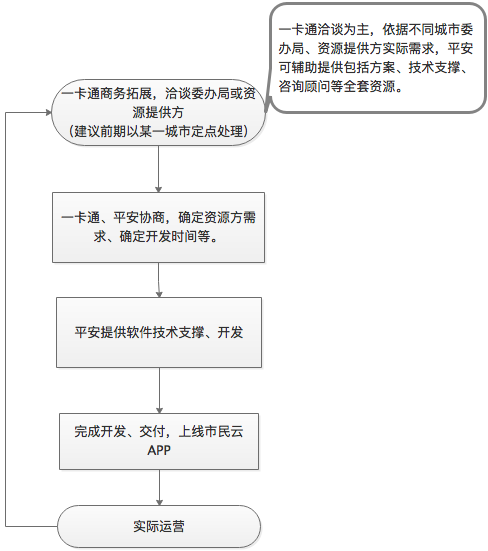 一卡通洽谈为主，依据不同城市委
办局、资源提供方实际需求，平安
可辅助提供包括方案、技术支撑、
咨询顾问等全套资源。
一卡通商务拓展，洽谈委办局或资
源提供方
（建议前期以某一城市定点处理）
一卡通、平安协商，确定资源方需
求、确定开发时间等。
平安提供软件技术支撑、开发
完成开发、交付，上线市民云
APP
实际运营